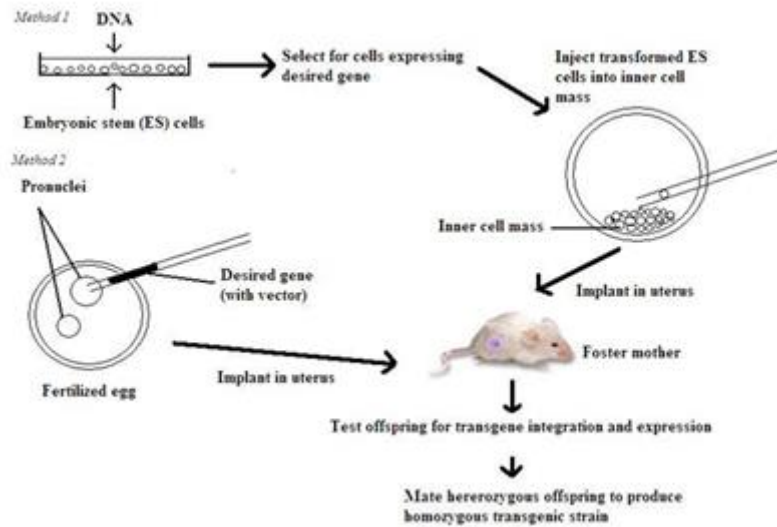 Method 1
DNA
Embryonic stem (ES) cells
Select for cells expressing
desired gene
Inject transformed ES
cells into inner cell
mass
Inner cell mass
Implant in uterus
Method 2
Pronuclei
Desired gene
(with vector)
Fertilized egg
Implant in uterus
Foster mother
Test offspring for transgene integration and expression
Mate hererozygous offspring to produce
homozygous transgenic strain